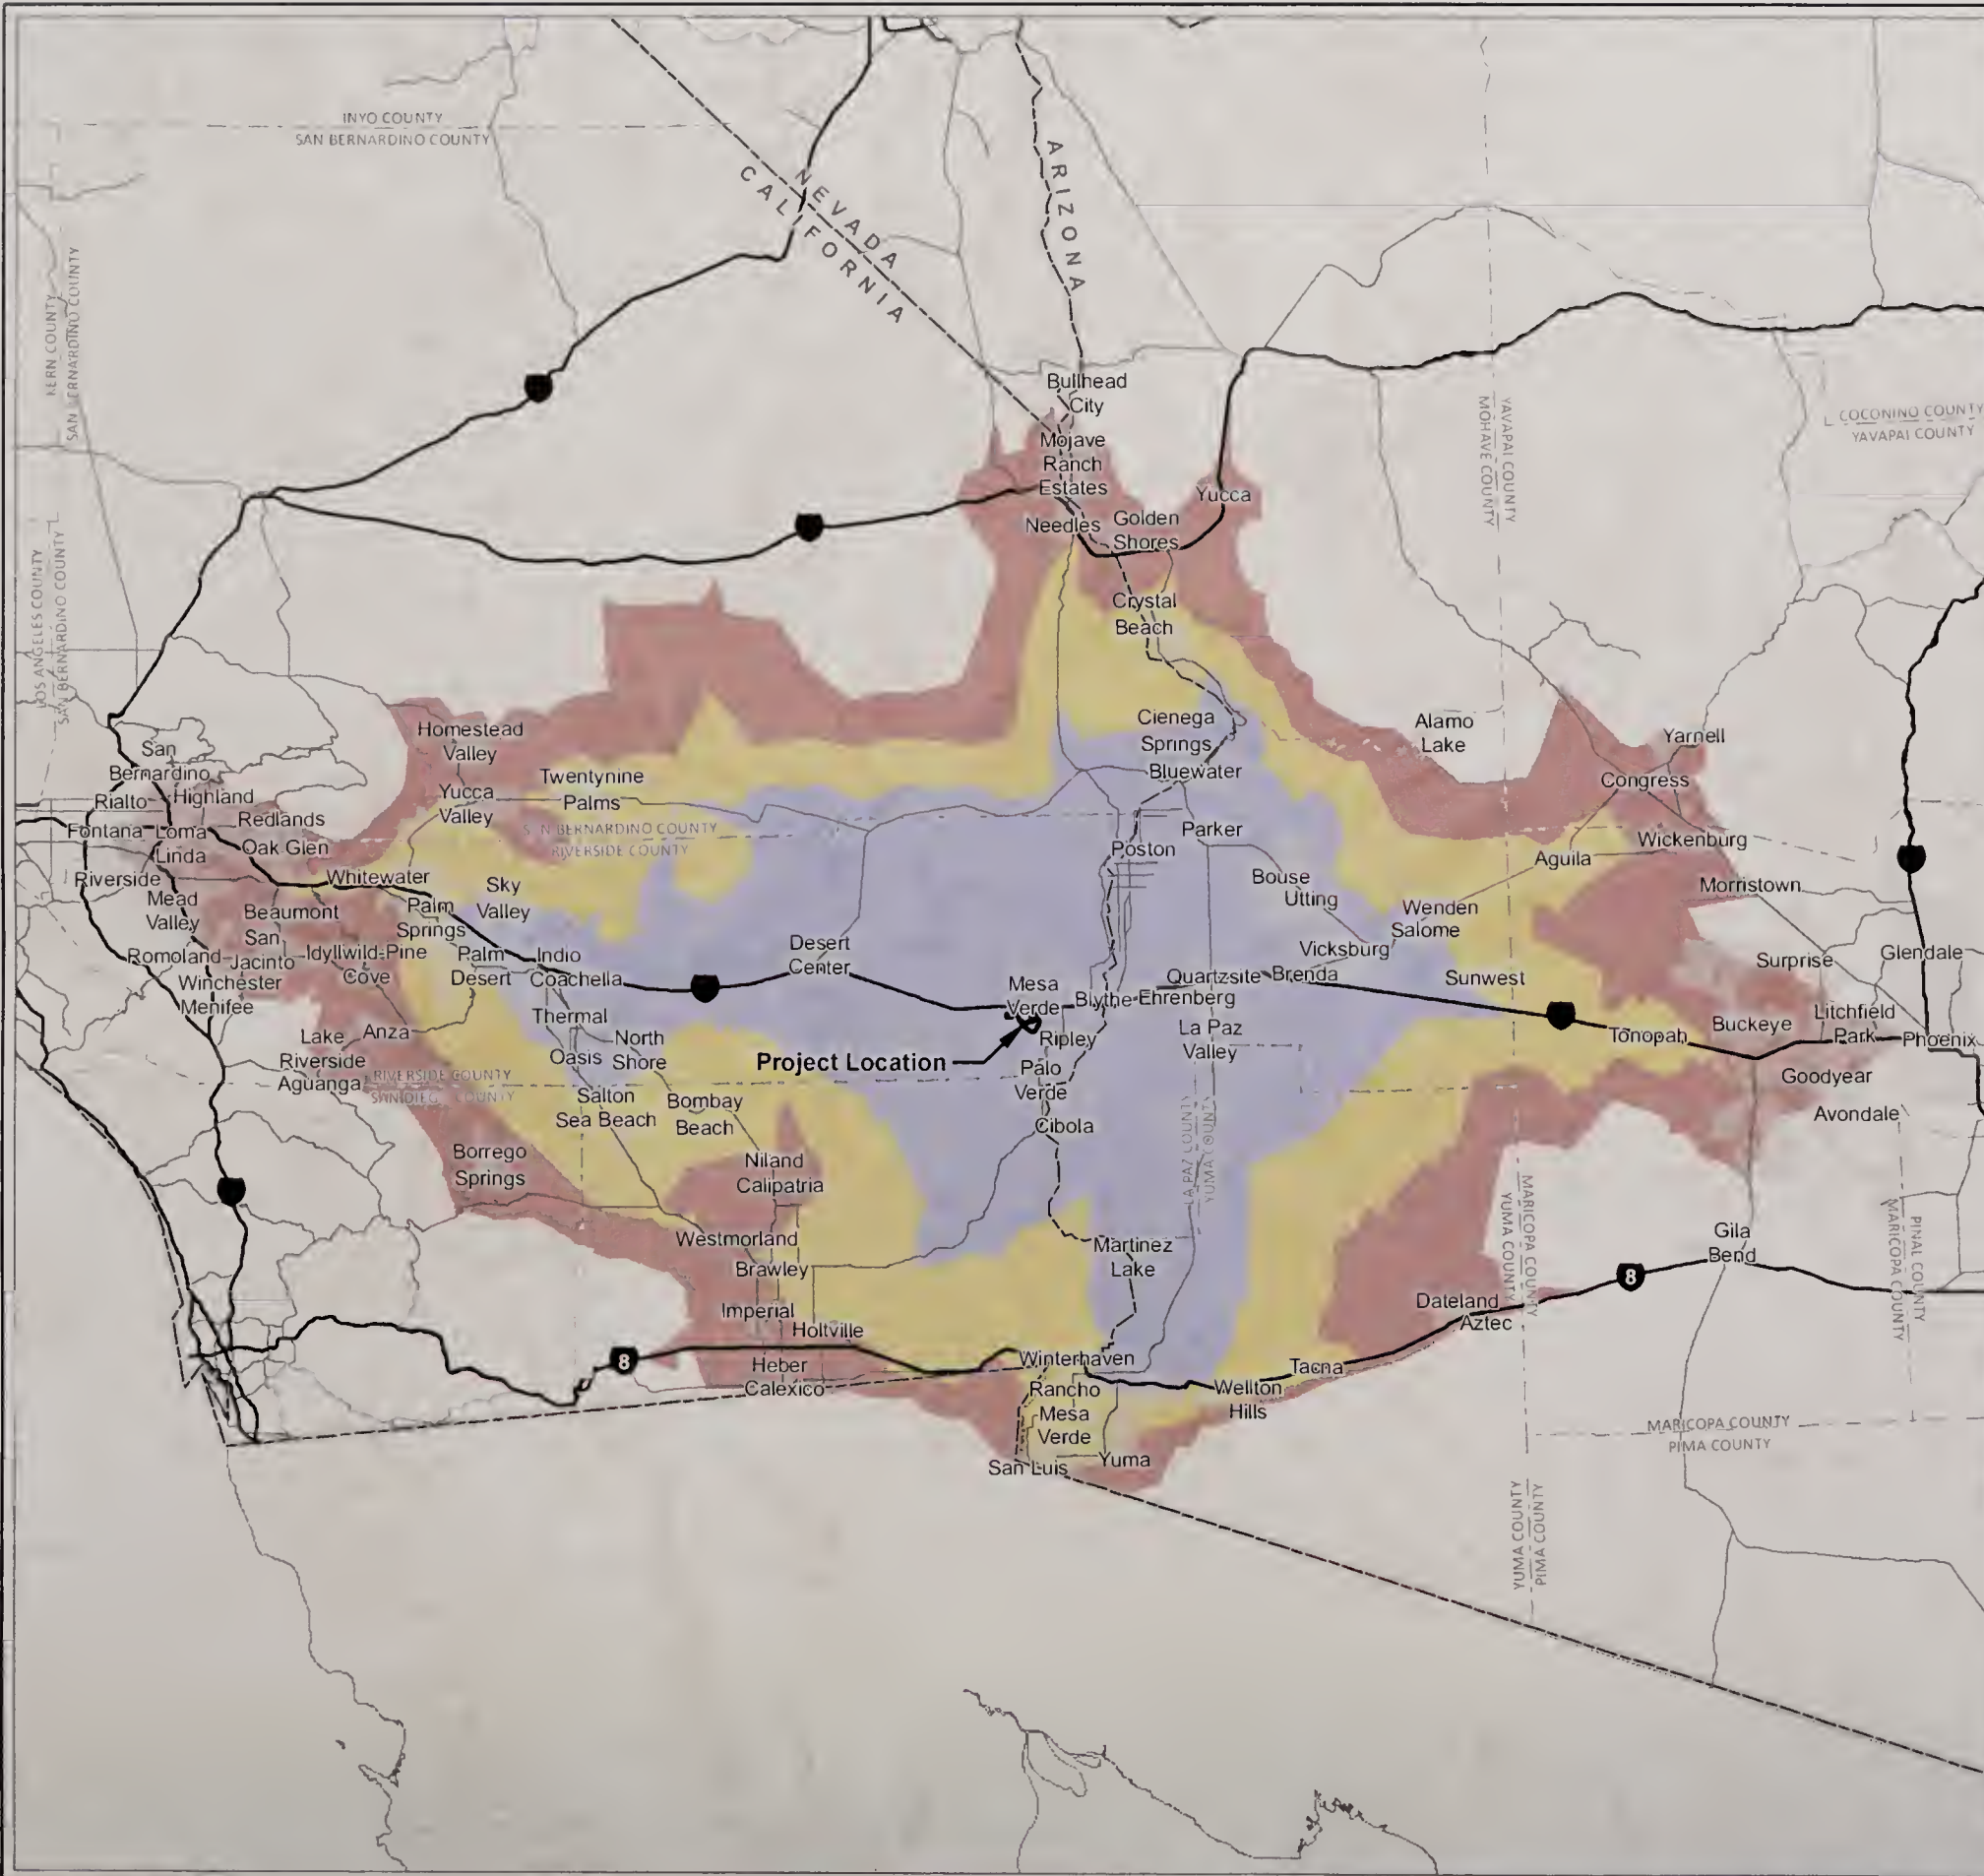 INYO COUNTY
SAN BERNARDINO COUNTY
NEVADA
CALIFORNIA
ARIZONA
KERN COUNTY
SAN BERNARDINO COUNTY
LOS ANGELES COUNTY
SAN BERNARDINO COUNTY
YAVAPAI COUNTY
MOHAVE COUNTY
COCONINO COUNTY
YAVAPAI COUNTY
Bullhead
City
Mojave
Ranch
Estates
Needles
Golden
Shores
Yucca
Crystal
Beach
Cienega
Springs
Bluewater
Alamo
Lake
Yarnell
Congress
Homestead
Valley
Yucca
Valley
Twentynine
Palms
San
Bernardino
Highland
Rialto
Redlands
Fontana
Loma
Linda
Oak Glen
RIVERSIDE COUNTY
Parker
Poston
Wickenburg
Aguila
Morristown
Riverside
Mead
Valley
Whitewater
Sky
Valley
Beaumont
Palm
Springs
San
Jacinto
Idyllwild-Pine
Cove
Romoland
Winchester
Menifee
Palm
Desert
Indio
Coachella
Desert
Center
Bouse
Utting
Wenden
Salome
Vicksburg
Mesa
Verde
Blythe
Ehrenberg
Quartzsite
Brenda
Sunwest
Surprise
Glendale
Litchfield
Park
Buckeye
Tonopah
Phoenix
Goodyear
Avondale
Lake
Riverside
Anza
Aguanga
Thermal
Oasis
North
Shore
Project Location
Ripley
La Paz
Valley
Palo
Verde
Cibola
RIVERSIDE COUNTY
Salton
Sea Beach
Bombay
Beach
Borrego
Springs
Niland
Calipatria
LA PAZ COUNTY
YUMA COUNTY
Westmorland
Brawley
Imperial
Holtville
Heber
Calexico
Martinez
Lake
MARICOPA COUNTY
YUMA COUNTY
Gila
Bend
PINAL COUNTY
MARICOPA COUNTY
8
Dateland
Aztec
8
Winterhaven
Rancho
Mesa
Verde
San Luis
Yuma
Wellton
Hills
Tacna
MARICOPA COUNTY
PIMA COUNTY
YUMA COUNTY
PIMA COUNTY